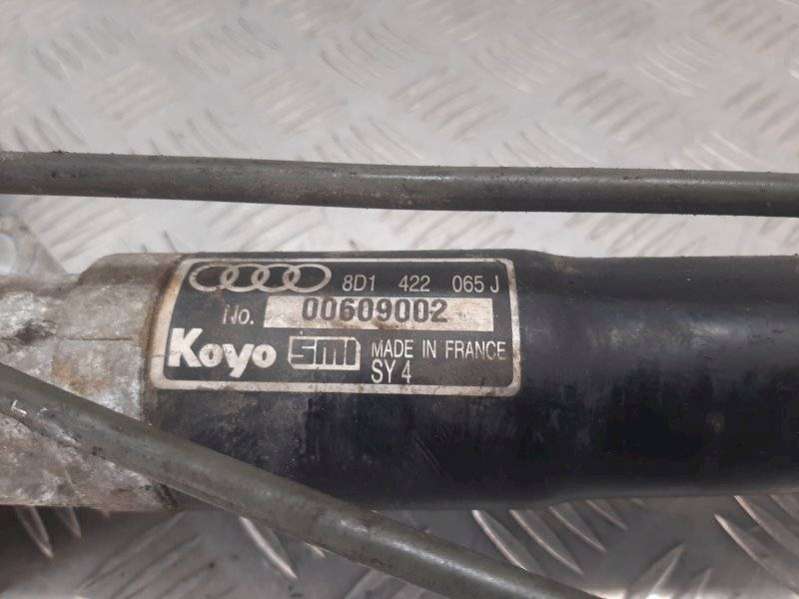 8D1 422 065 J
No. 00609002
Koyo SMI MADE IN FRANCE
SY 4